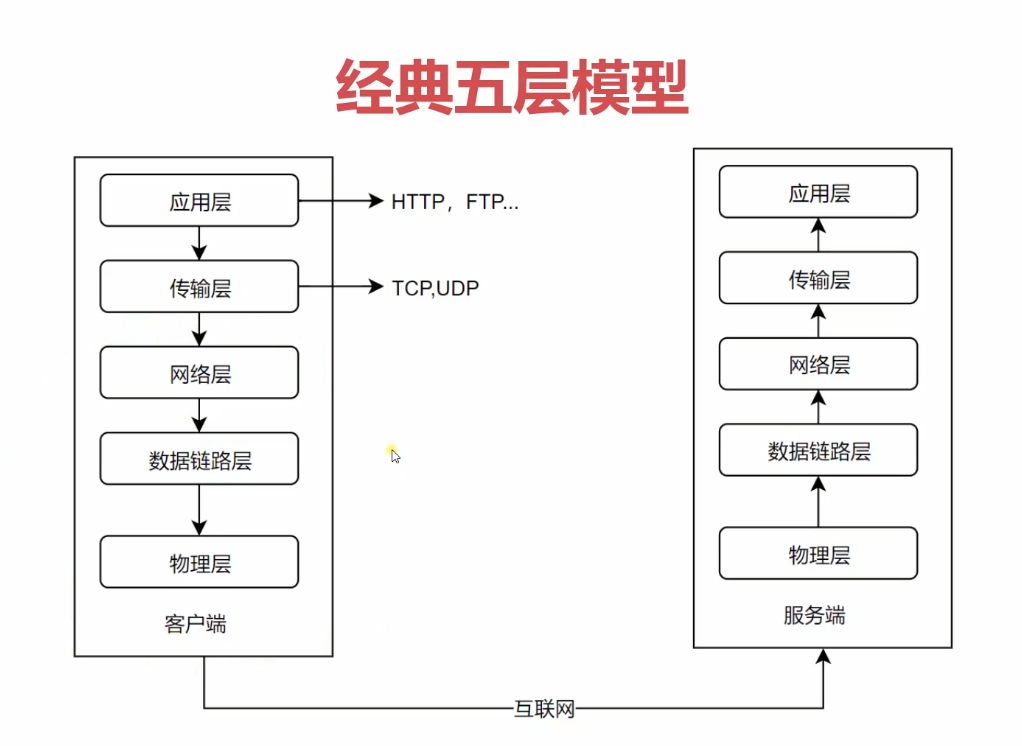 经典五层模型
应用层
HTTP，FTP...
传输层
TCP,UDP
网络层
数据链路层
物理层
客户端
应用层
传输层
网络层
数据链路层
物理层
服务端
互联网